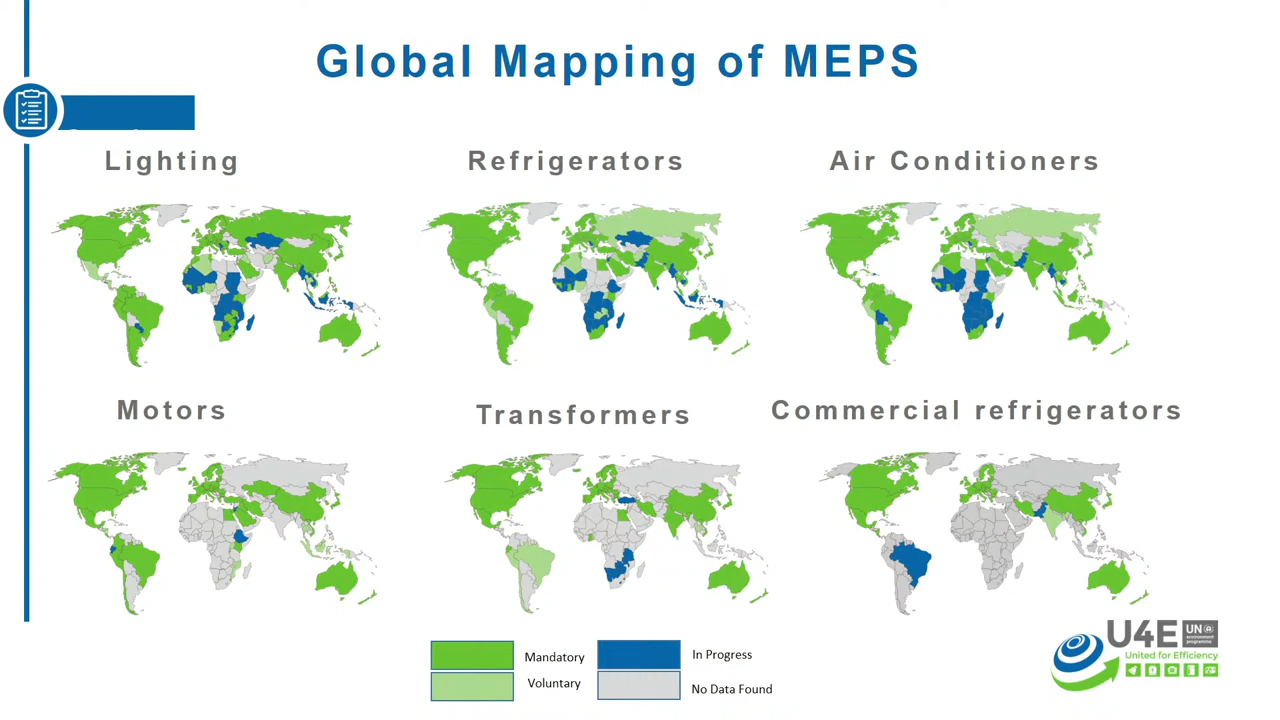 Global Mapping of MEPS
Lighting
Refrigerators
Air Conditioners
Motors
Transformers
Commercial refrigerators
Mandatory
In Progress
Voluntary
No Data Found
U4E
UN
environment
programme
United for Efficiency